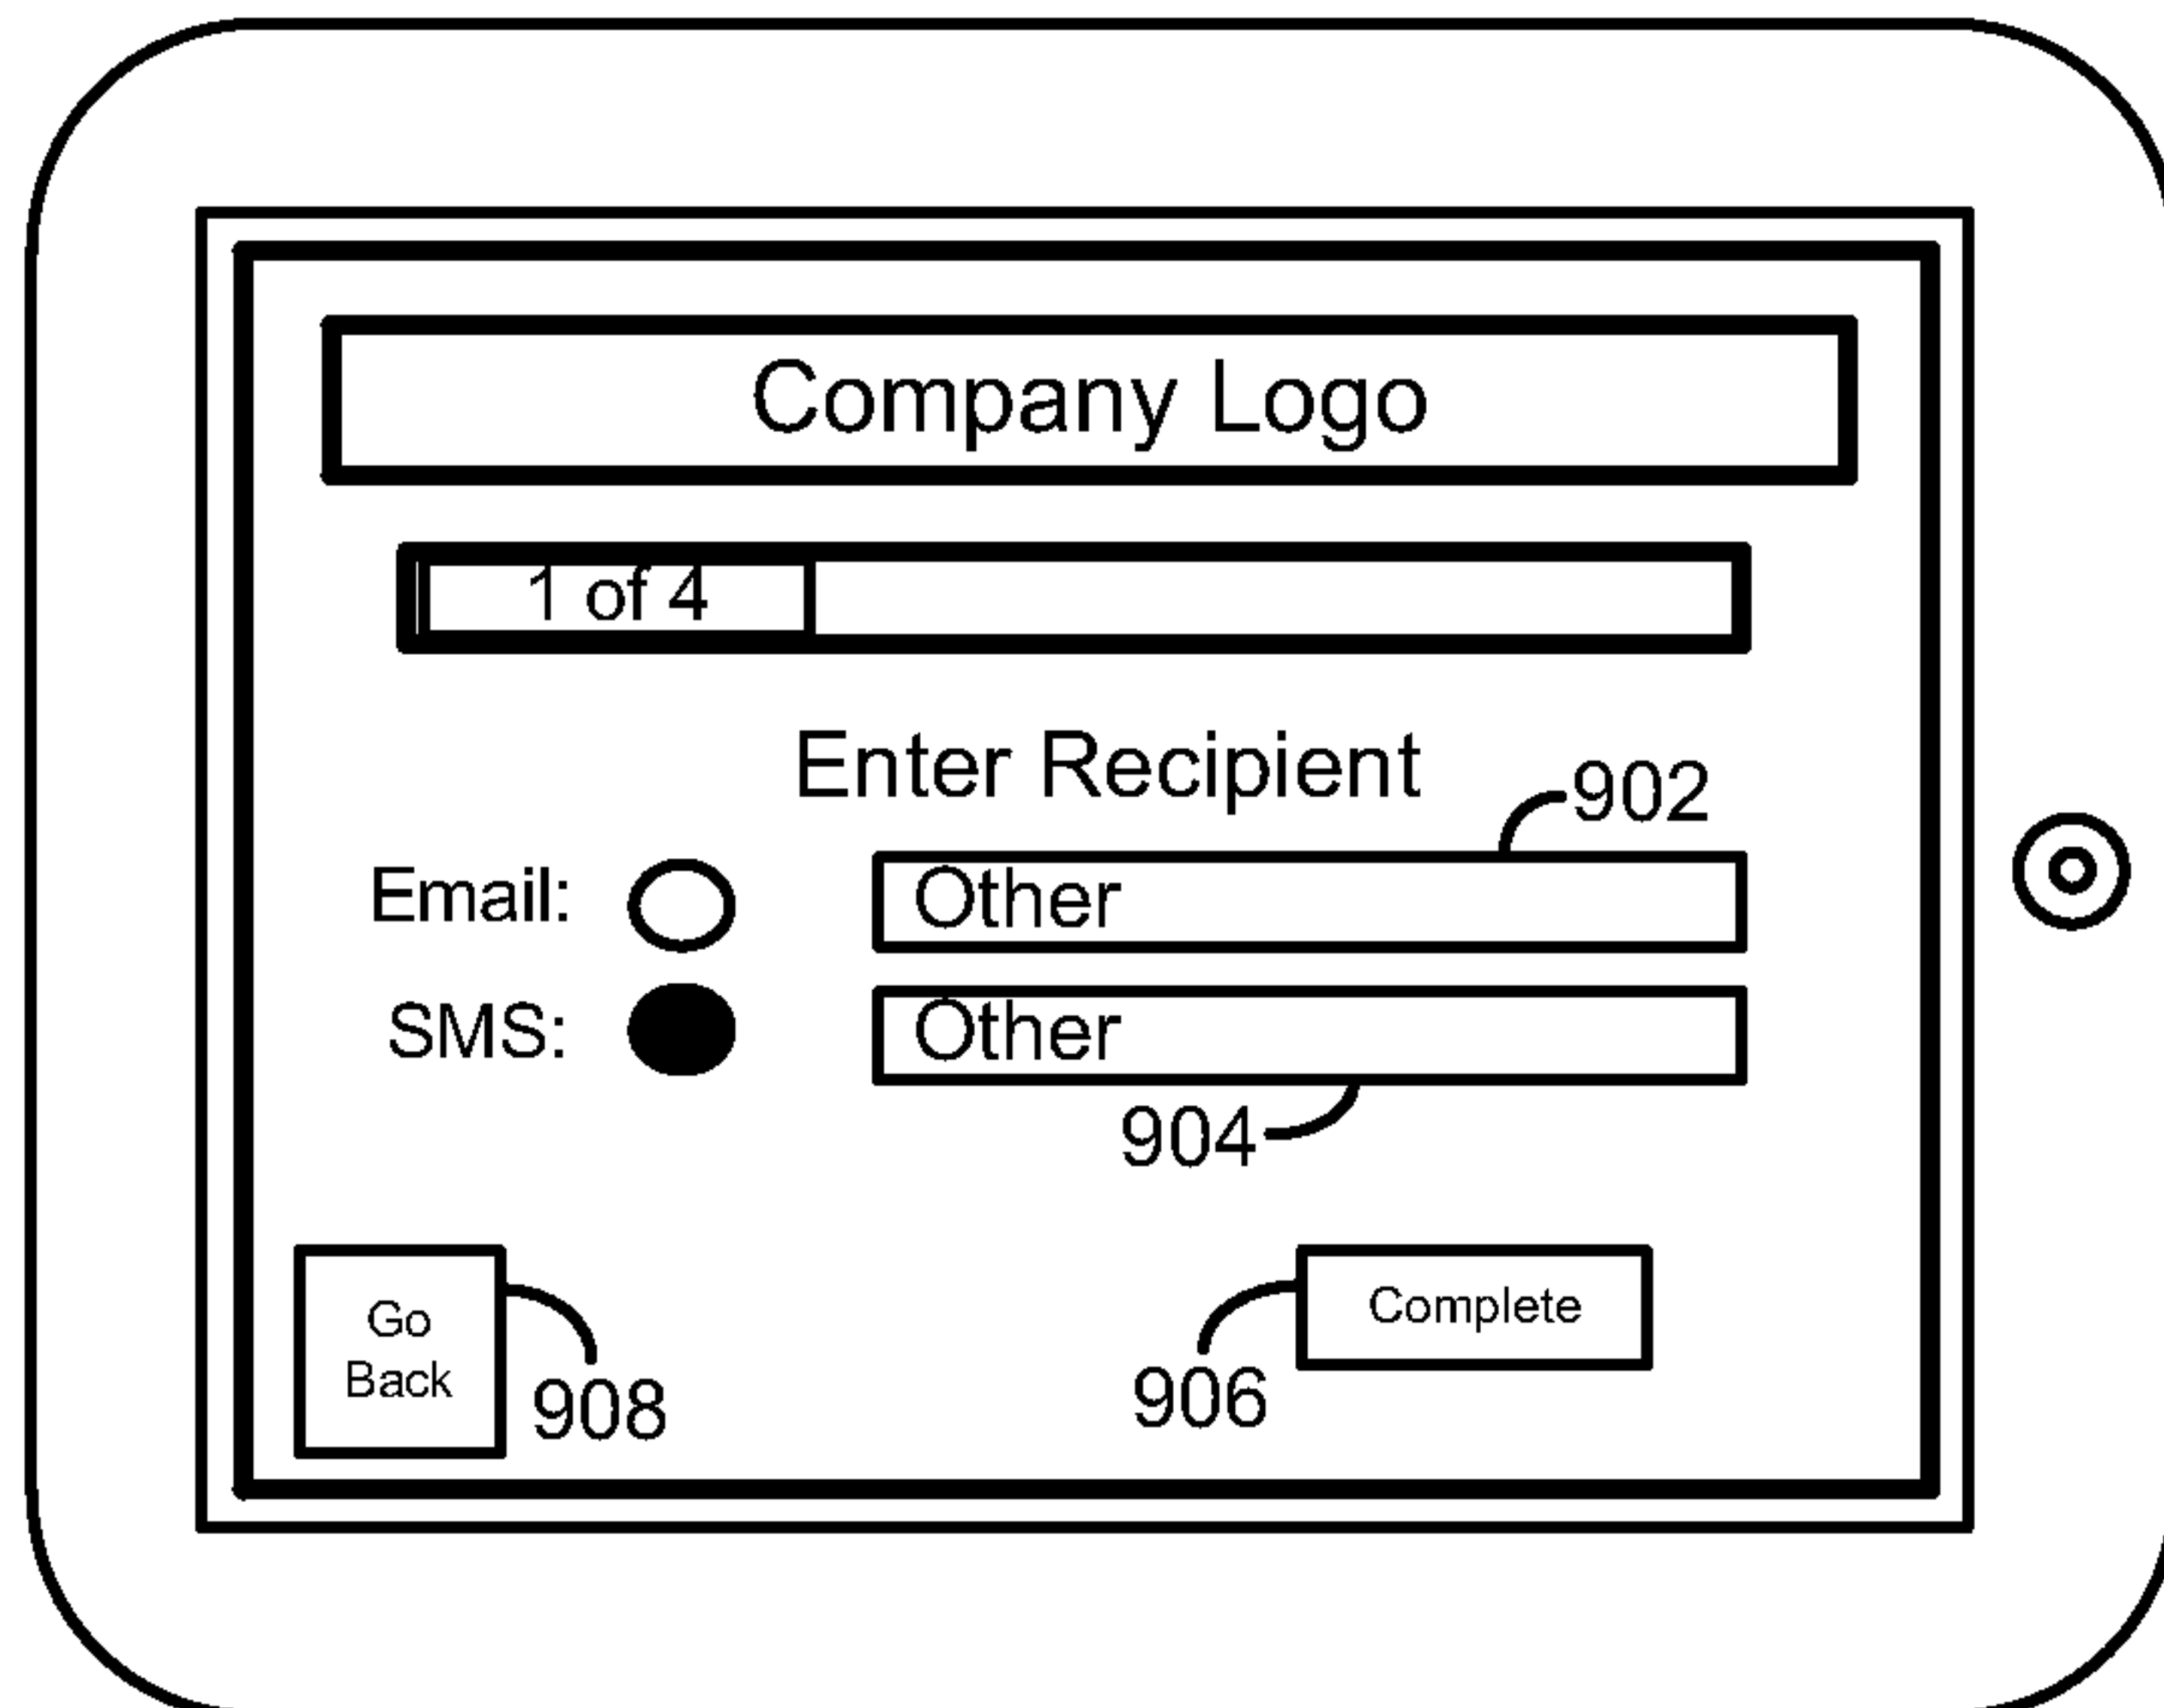 Company Logo
1 of 4
Enter Recipient
902
Email: Other
SMS: Other
904
Go
Back
908
906
Complete